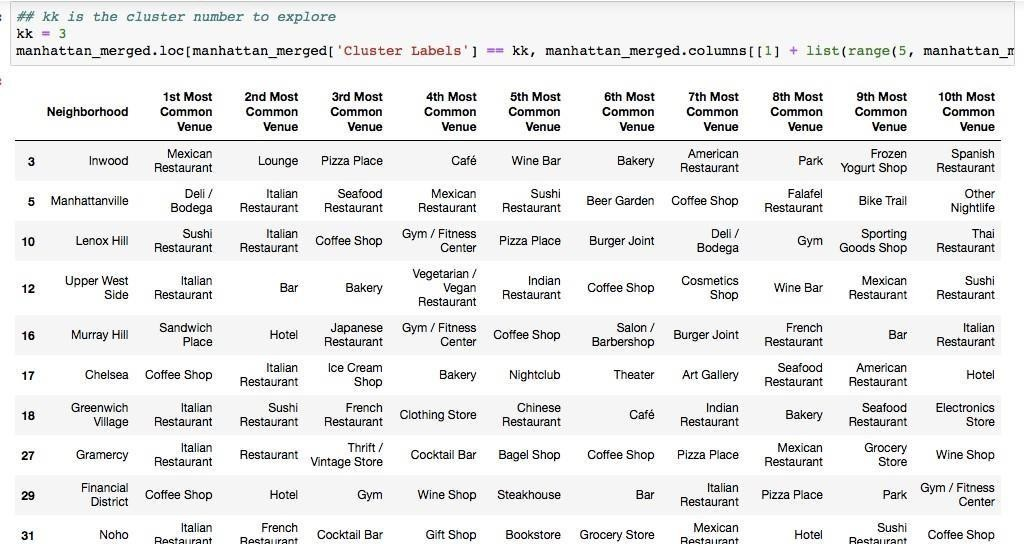 ## kk is the cluster number to explore
kk = 3
manhattan_merged.loc[manhattan_merged['Cluster Labels'] == kk, manhattan_merged.columns[[1] + list(range(5, manhattan_m
Neighborhood 1st Most Common Venue 2nd Most Common Venue 3rd Most Common Venue 4th Most Common Venue 5th Most Common Venue 6th Most Common Venue 7th Most Common Venue 8th Most Common Venue 9th Most Common Venue 10th Most Common Venue
3 Inwood Mexican Restaurant Lounge Pizza Place Café Wine Bar Bakery American Restaurant Park Frozen Yogurt Shop Spanish Restaurant
5 Manhattanville Deli / Bodega Italian Restaurant Seafood Restaurant Mexican Restaurant Sushi Restaurant Beer Garden Coffee Shop Falafel Restaurant Bike Trail Other Nightlife
10 Lenox Hill Sushi Restaurant Italian Restaurant Coffee Shop Gym / Fitness Center Pizza Place Burger Joint Deli / Bodega Gym Sporting Goods Shop Thai Restaurant
12 Upper West Side Italian Restaurant Bar Bakery Vegetarian / Vegan Restaurant Indian Restaurant Coffee Shop Cosmetics Shop Wine Bar Mexican Restaurant Sushi Restaurant
16 Murray Hill Sandwich Place Hotel Japanese Restaurant Gym / Fitness Center Coffee Shop Salon / Barbershop Burger Joint French Restaurant Bar Italian Restaurant
17 Chelsea Coffee Shop Italian Restaurant Ice Cream Shop Bakery Nightclub Theater Art Gallery Seafood Restaurant American Restaurant Hotel
18 Greenwich Village Italian Restaurant Sushi Restaurant French Restaurant Clothing Store Chinese Restaurant Café Indian Restaurant Bakery Seafood Restaurant Electronics Store
27 Gramercy Italian Restaurant Restaurant Thrift / Vintage Store Cocktail Bar Bagel Shop Coffee Shop Pizza Place Mexican Restaurant Grocery Store Wine Shop
29 Financial District Coffee Shop Hotel Gym Wine Shop Steakhouse Bar Italian Restaurant Pizza Place Park Gym / Fitness Center
31 Noho Italian Restaurant French Restaurant Cocktail Bar Gift Shop Bookstore Grocery Store Mexican Restaurant Hotel Sushi Restaurant Coffee Shop